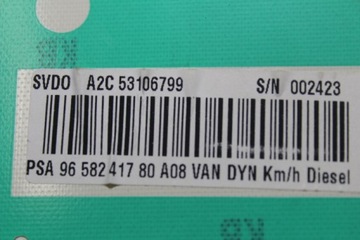 SVDO A2C 53106799 S/N 002423
PSA 96 582 417 80 A08 VAN DYN Km/h Diesel